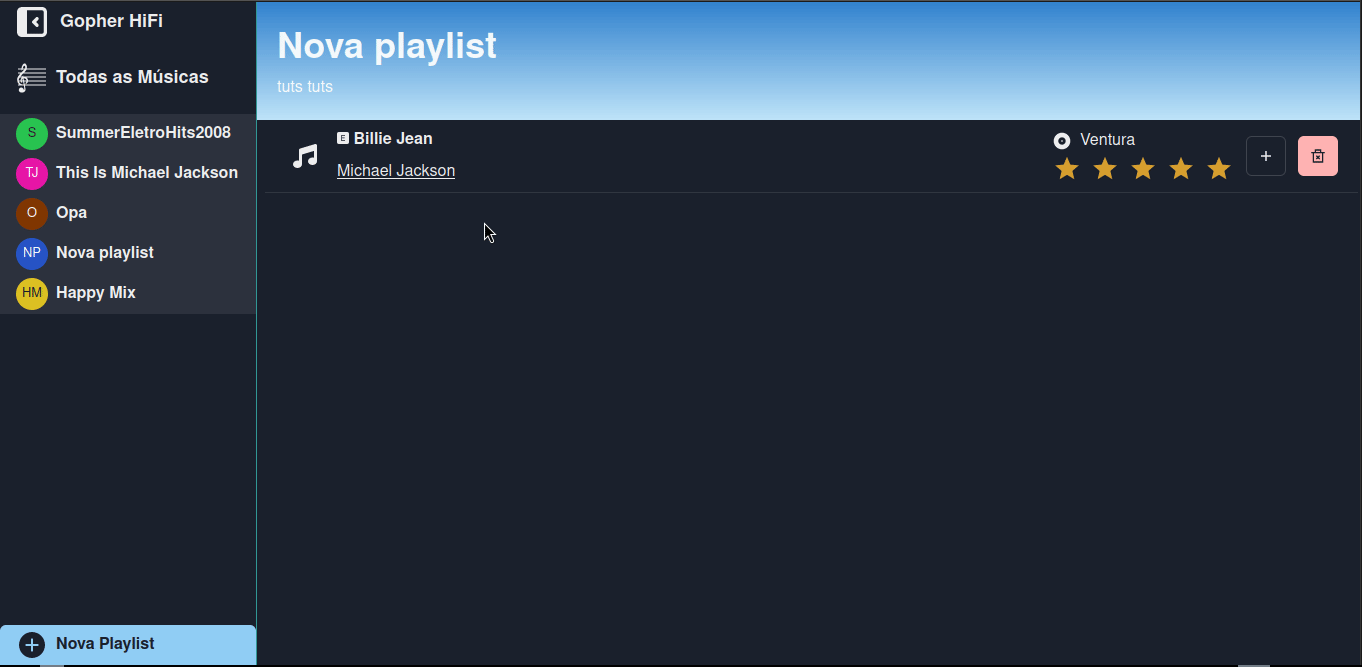 Gopher HiFi
Todas as Músicas
S SummerEletroHits2008
TJ This Is Michael Jackson
O Opa
NP Nova playlist
HM Happy Mix
Nova Playlist
Nova playlist
tuts tuts
E Billie Jean
Michael Jackson
Ventura